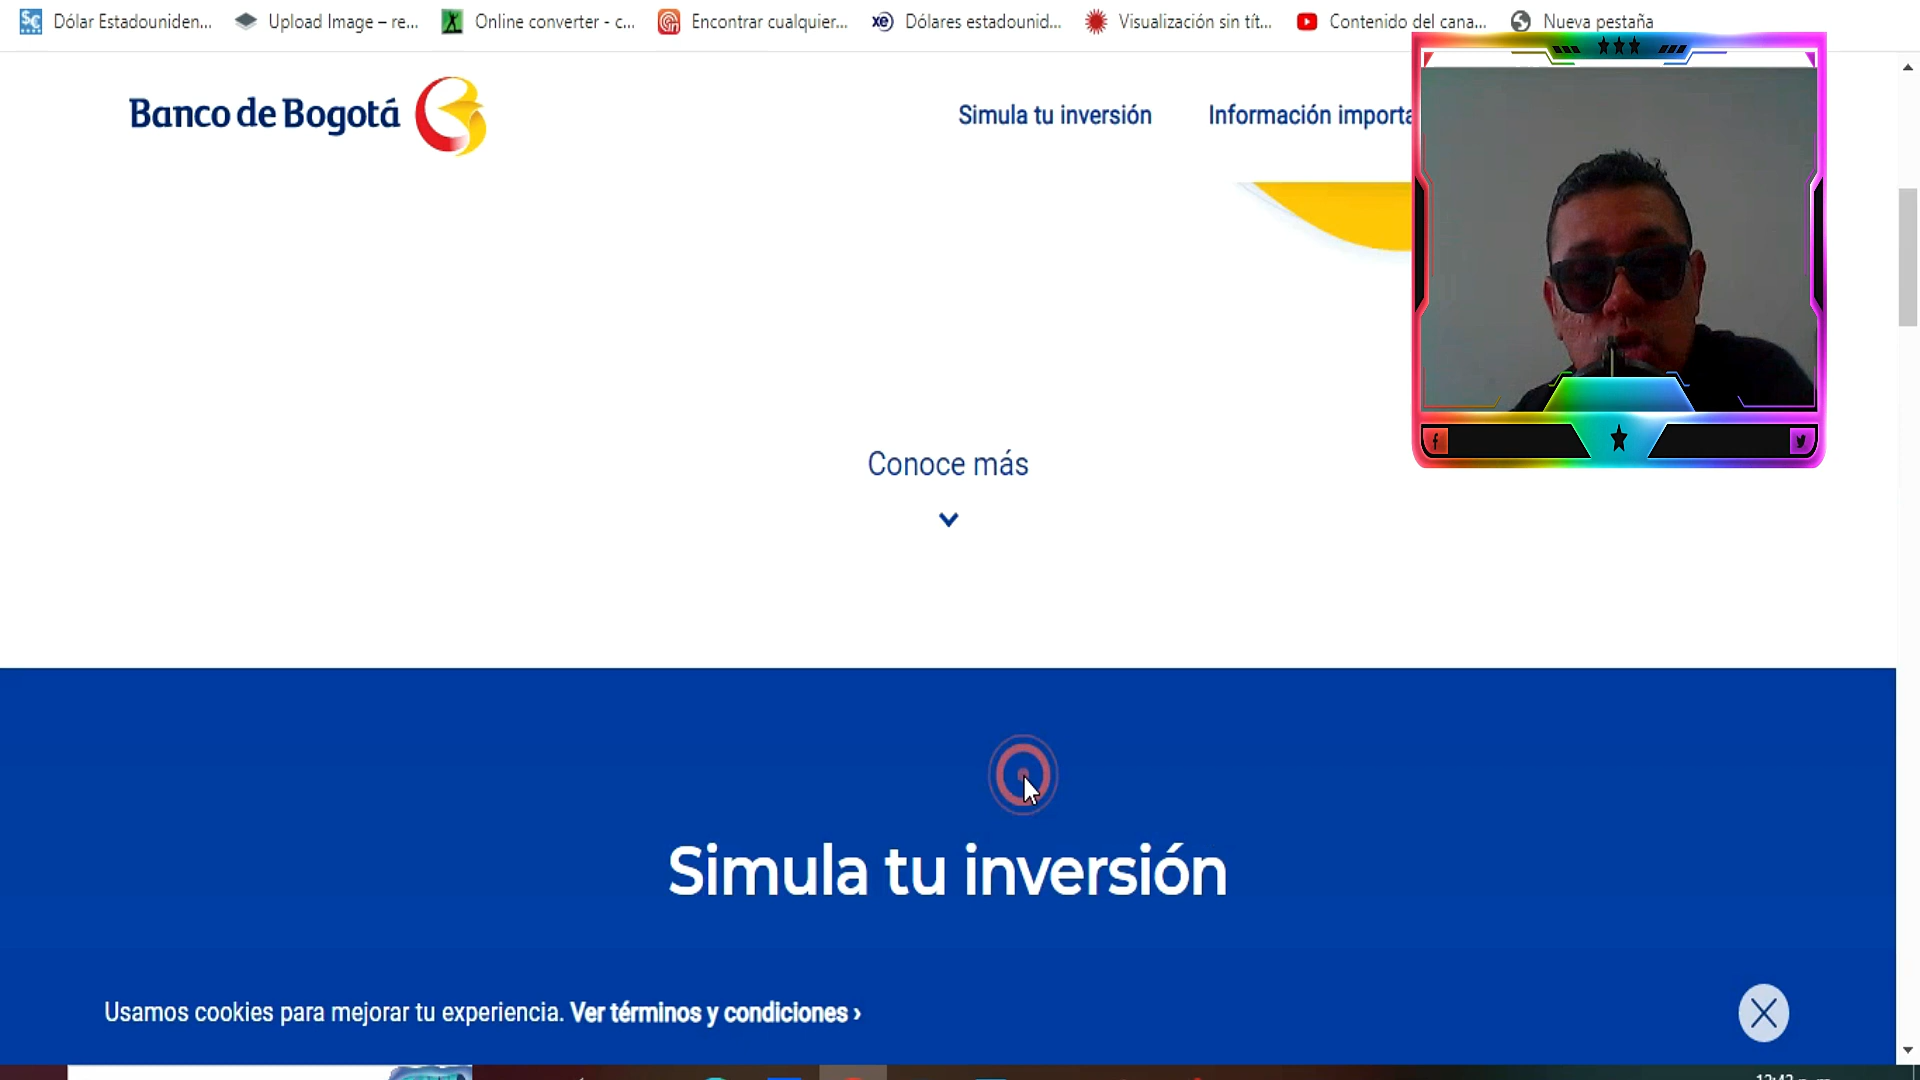 Dólar Estadouniden... Upload Image – re... Online converter - c... Encontrar cualquier... Dólares estadounid... Visualización sin tít... Contenido del cana... Nueva pestaña
Banco de Bogotá Simula tu inversión Información importa
Conoce más
Simula tu inversión
Usamos cookies para mejorar tu experiencia. Ver términos y condiciones ›